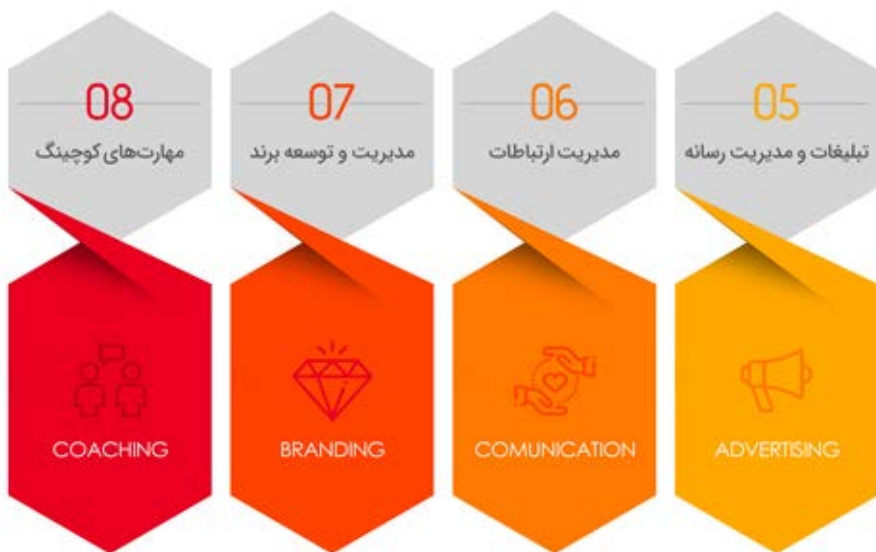 05
تبلیغات و مدیریت رسانه
ADVERTISING
06
مدیریت ارتباطات
COMUNICATION
07
مدیریت و توسعه برند
BRANDING
08
مهارت‌های کوچینگ
COACHING